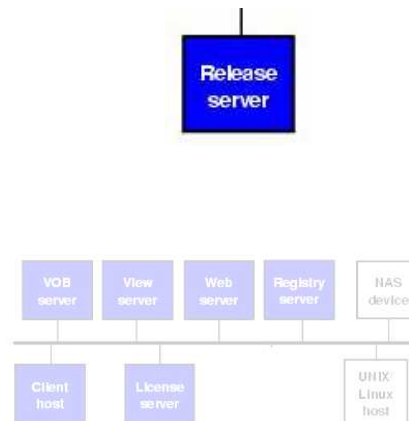 Release
server
VOB
server
View
server
Web
server
Registry
server
NAS
device
Client
host
License
server
UNIX/
Linux
host